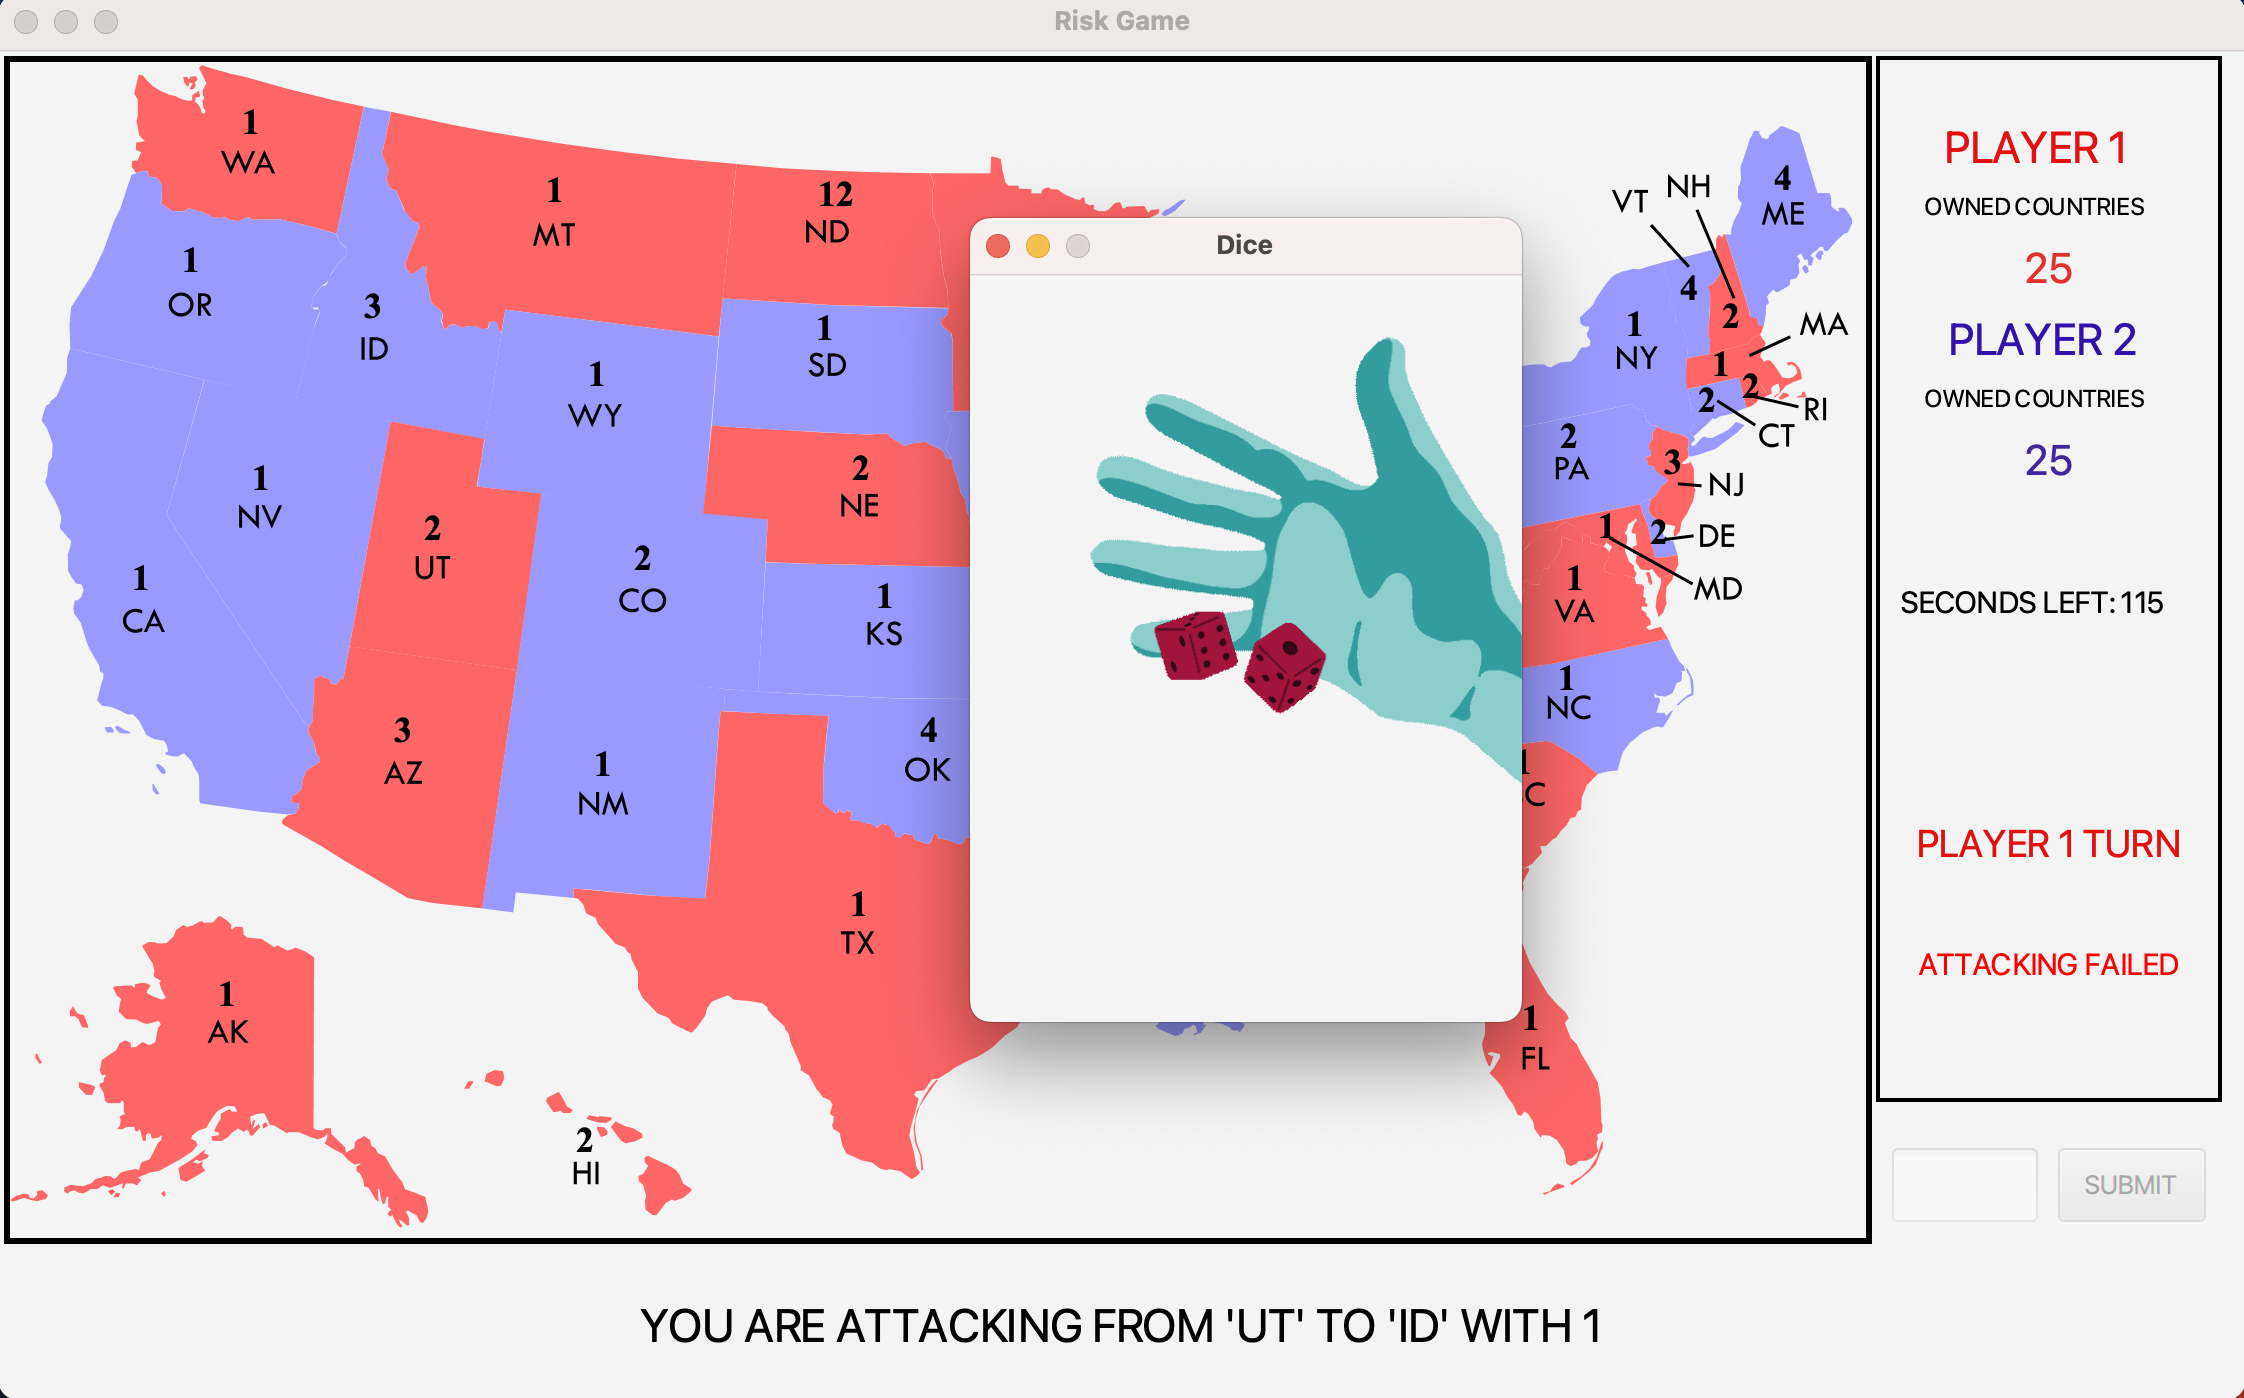 Risk Game
1
WA
1
MT
12
ND
1
OR
3
ID
1
WY
1
SD
2
NE
1
NV
2
UT
2
CO
1
KS
1
CA
3
AZ
1
NM
4
OK
1
TX
1
AK
2
HI
Dice
4
ME
VT
NH
4
2
1
NY
MA
1
2
2
RI
CT
2
PA
3
NJ
1
2
DE
MD
1
VA
1
NC
1
C
1
FL
PLAYER 1
OWNED COUNTRIES
25
PLAYER 2
OWNED COUNTRIES
25
SECONDS LEFT: 115
PLAYER 1 TURN
ATTACKING FAILED
SUBMIT
YOU ARE ATTACKING FROM 'UT' TO 'ID' WITH 1